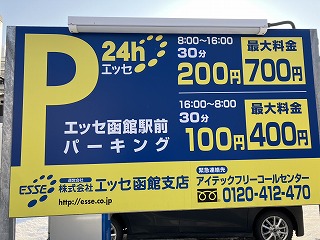 P
24h
エッセ
8:00～16:00
30分
200円
最大料金
700円
16:00～8:00
30分
100円
最大料金
400円
エッセ函館駅前
パーキング
ESSE
運営会社
株式会社エッセ函館支店
http://esse.co.jp
緊急連絡先
アイテックフリーコールセンター
0120-412-470